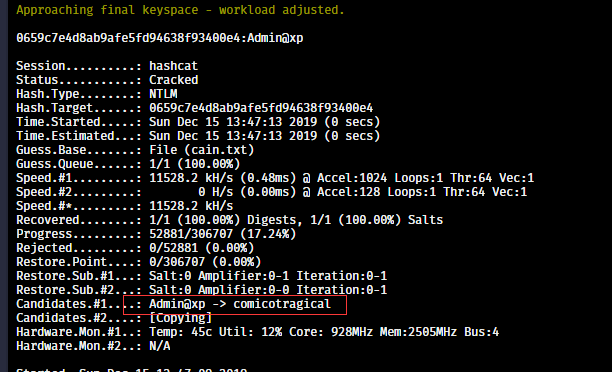 Approaching final keyspace - workload adjusted.
0659c7e4d8ab9afe5fd94638f93400e4:Admin@xp
Session..........: hashcat
Status...........: Cracked
Hash.Type........: NTLM
Hash.Target......: 0659c7e4d8ab9afe5fd94638f93400e4
Time.Started.....: Sun Dec 15 13:47:13 2019 (0 secs)
Time.Estimated...: Sun Dec 15 13:47:13 2019 (0 secs)
Guess.Base.......: File (cain.txt)
Guess.Queue......: 1/1 (100.00%)
Speed.#1.........: 11528.2 kH/s (0.48ms) @ Accel:1024 Loops:1 Thr:64 Vec:1
Speed.#2.........: 0 H/s (0.00ms) @ Accel:128 Loops:1 Thr:64 Vec:1
Speed.#*.........: 11528.2 kH/s
Recovered........: 1/1 (100.00%) Digests, 1/1 (100.00%) Salts
Progress.........: 52881/306707 (17.24%)
Rejected.........: 0/52881 (0.00%)
Restore.Point....: 0/306707 (0.00%)
Restore.Sub.#1...: Salt:0 Amplifier:0-1 Iteration:0-1
Restore.Sub.#2...: Salt:0 Amplifier:0-0 Iteration:0-1
Candidates.#1....: Admin@xp -> comicotragical
Candidates.#2....: [Copying]
Hardware.Mon.#1..: Temp: 45c Util: 12% Core: 928MHz Mem:2505MHz Bus:4
Hardware.Mon.#2..: N/A